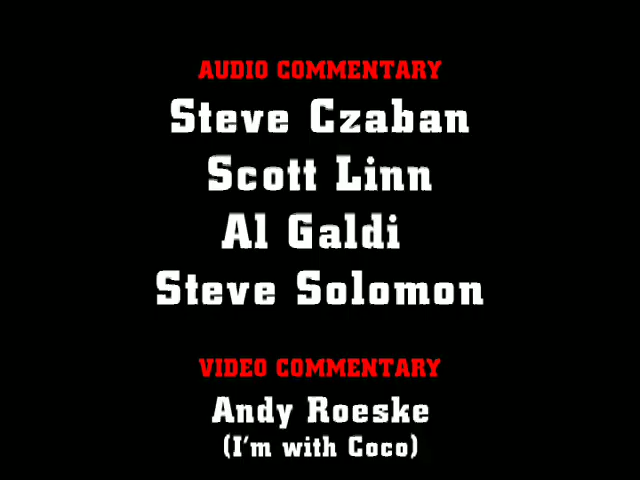 AUDIO COMMENTARY
Steve Czaban
Scott Linn
Al Galdi
Steve Solomon
VIDEO COMMENTARY
Andy Roeske
(I'm with Coco)